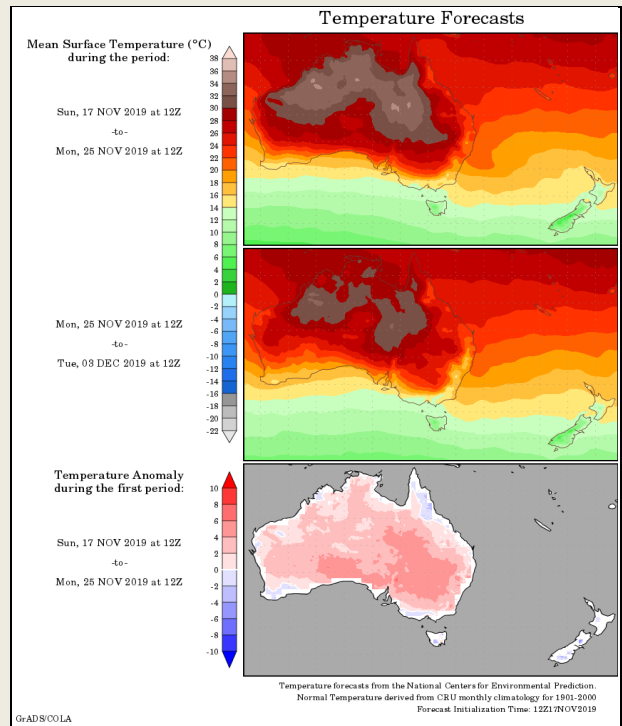 Temperature Forecasts
Mean Surface Temperature (°C)
during the period:
Sun, 17 NOV 2019 at 12Z
-to-
Mon, 25 NOV 2019 at 12Z
38
36
34
32
30
28
26
24
22
20
18
16
14
12
10
8
6
4
2
0
-2
-4
-6
-8
-10
-12
-14
-16
-18
-20
-22
Mon, 25 NOV 2019 at 12Z
-to-
Tue, 03 DEC 2019 at 12Z
Temperature Anomaly
during the first period:
Sun, 17 NOV 2019 at 12Z
-to-
Mon, 25 NOV 2019 at 12Z
10
8
6
4
2
0
-2
-4
-6
-8
-10
Temperature forecasts from the National Centers for Environmental Prediction.
Normal Temperature derived from CRU monthly climatology for 1901-2000
Forecast Initialization Time: 12Z17NOV2019
GrADS/COLA